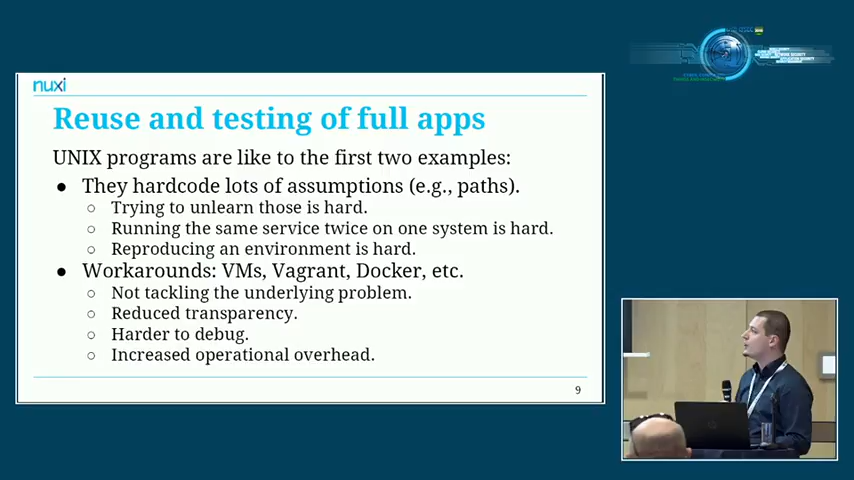 nuxi
Reuse and testing of full apps
UNIX programs are like to the first two examples:
● They hardcode lots of assumptions (e.g., paths).
○ Trying to unlearn those is hard.
○ Running the same service twice on one system is hard.
○ Reproducing an environment is hard.
● Workarounds: VMs, Vagrant, Docker, etc.
○ Not tackling the underlying problem.
○ Reduced transparency.
○ Harder to debug.
○ Increased operational overhead.
9